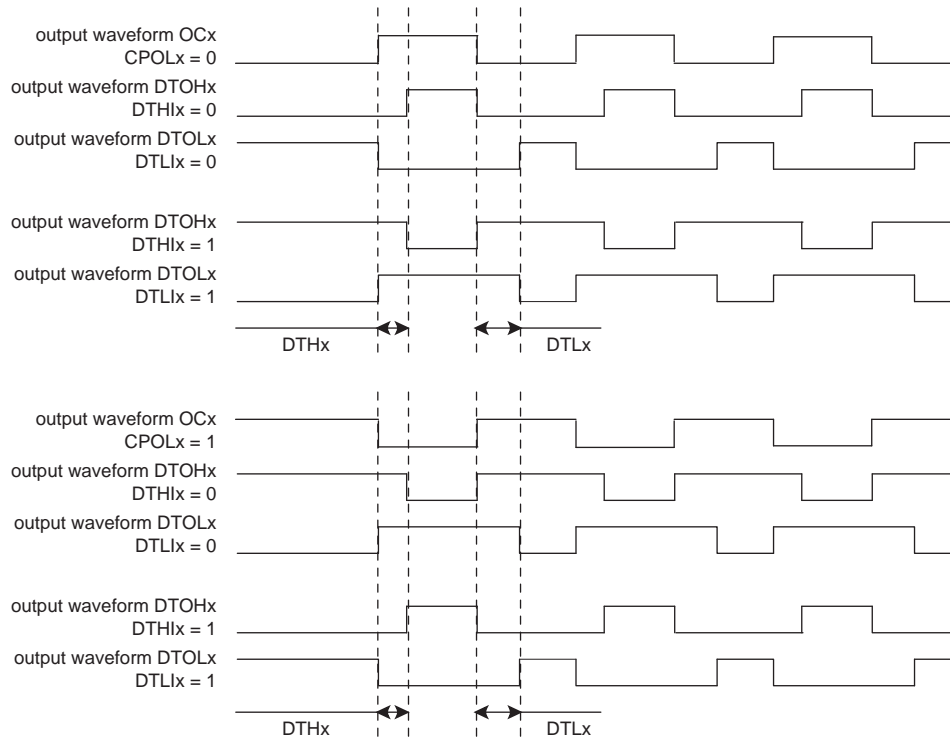 output waveform OCx
CPOLx = 0
output waveform DTOHx
DTHIx = 0
output waveform DTOLx
DTLIx = 0
output waveform DTOHx
DTHIx = 1
output waveform DTOLx
DTLIx = 1
DTHx
DTLx
output waveform OCx
CPOLx = 1
output waveform DTOHx
DTHIx = 0
output waveform DTOLx
DTLIx = 0
output waveform DTOHx
DTHIx = 1
output waveform DTOLx
DTLIx = 1
DTHx
DTLx